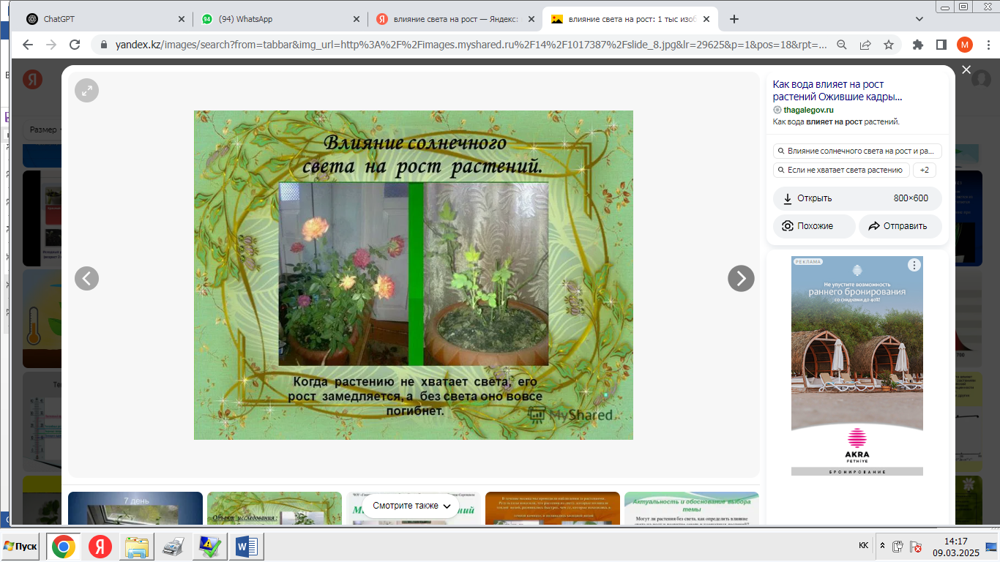 ChatGPT
(94) WhatsApp
влияние света на рост — Яндекс:
влияние света на рост: 1 тыс изоб
yandex.kz/images/search?from=tabbar&img_url=http%3A%2F%2Fimages.myshared.ru%2F14%2F1017387%2Fslide_8.jpg&lr=29625&p=1&pos=18&rpt=...
M
Я
Размер
Влияние солнечного
света на рост растений.
Когда растению не хватает света, его
рост замедляется, а без света оно вовсе
погибнет.
MyShared
Как вода влияет на рост
растений Ожившие кадры...
thagalegov.ru
Как вода влияет на рост растений.
Влияние солнечного света на рост и ра...
Если не хватает света растению
+2
Открыть
800×600
Похожие
Отправить
РЕКЛАМА
Не упустите возможность
раннего бронирования
со скидками до 40%!
AKRA
FETHİYE
БРОНИРОВАНИЕ
7 день
Объект исследования:
Смотрите также
Актуальность и обоснование выбора
темы
Могут ли растения без света, как определить влияние
Пуск
Я
KK
14:17
09.03.2025